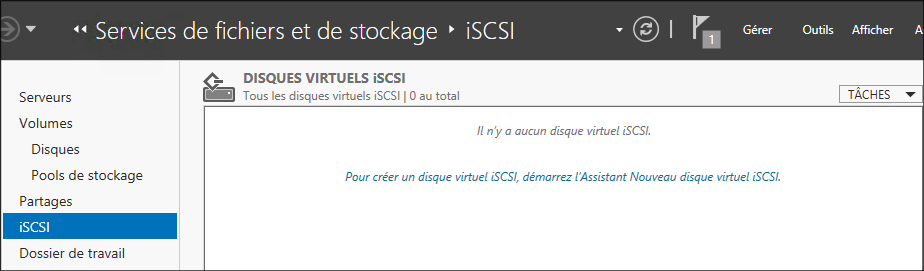 Services de fichiers et de stockage iSCSI
1
Gérer Outils Afficher A
Serveurs
Volumes
Disques
Pools de stockage
Partages
iSCSI
Dossier de travail
DISQUES VIRTUELS iSCSI
Tous les disques virtuels iSCSI | 0 au total
TÂCHES
Il n'y a aucun disque virtuel iSCSI.
Pour créer un disque virtuel iSCSI, démarrez l'Assistant Nouveau disque virtuel iSCSI.